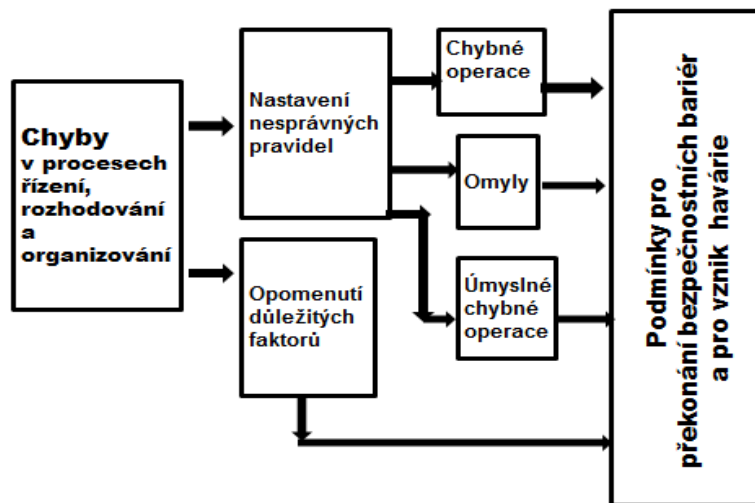 Chyby
v procesech
řízení,
rozhodování
a
organizování
Nastavení
nesprávných
pravidel
Opomenutí
důležitých
faktorů
Chybné
operace
Omyly
Úmyslné
chybné
operace
Podmínky pro
překonání bezpečnostních bariér
a pro vznik havárie